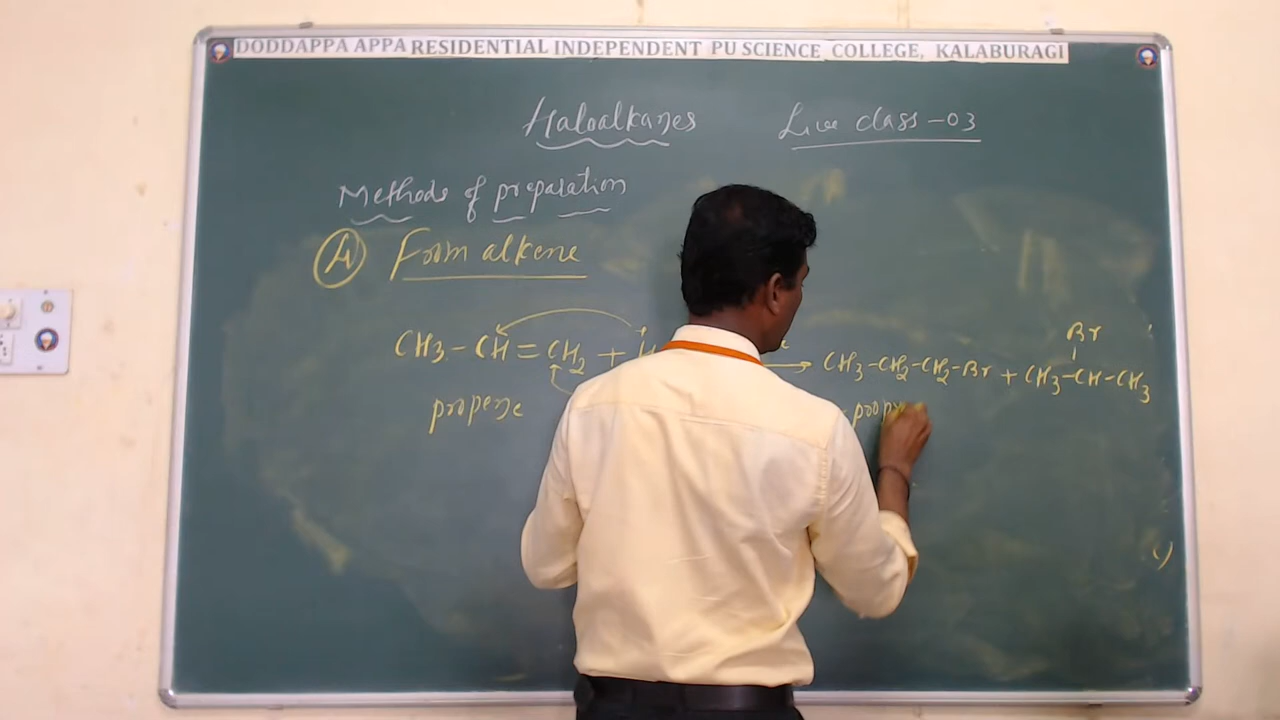 DODDAPPA APPA RESIDENTIAL INDEPENDENT PU SCIENCE COLLEGE, KALABURAGI
Haloalkanes Live class -03
Methods of preparation
(A) From alkene
CH3 - CH = CH2 + H → CH3-CH2-CH2-Br + CH3-CH-CH3
Br
propene